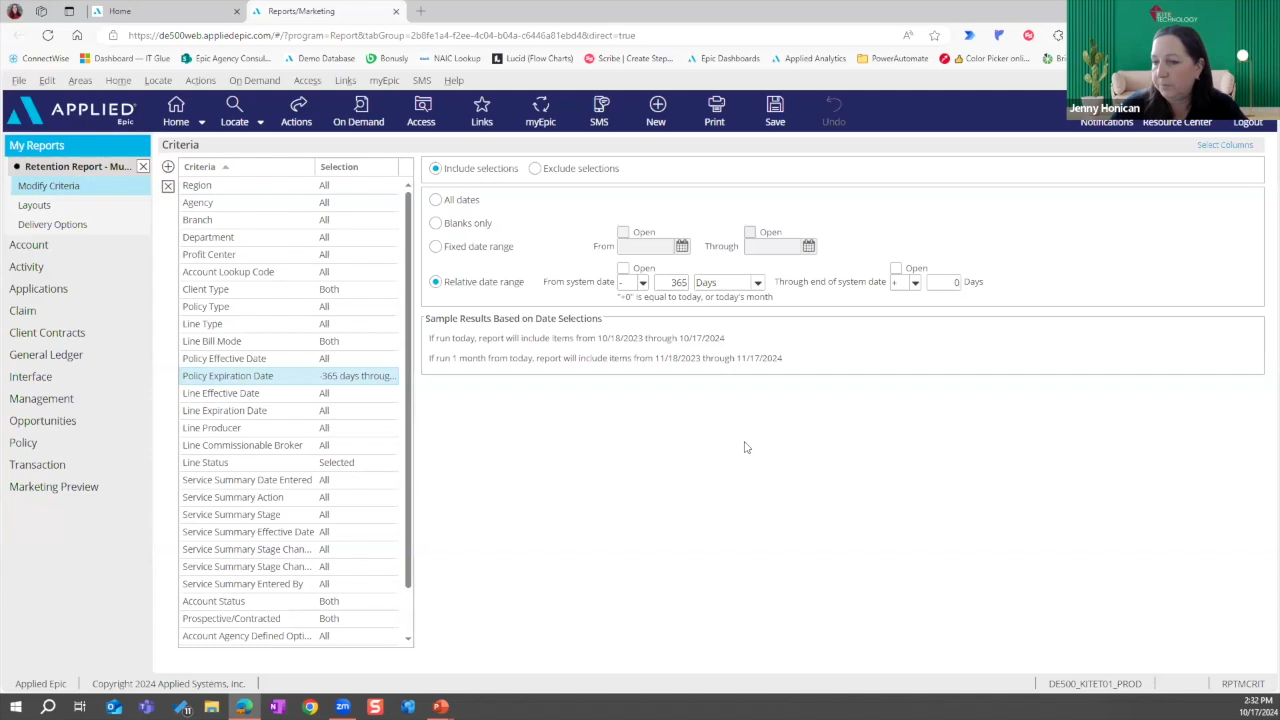 Home
Reports/Marketing
https://de500web.appliedepic.com/#/?program=Report&tabGroup=2b8fe1a4-f2ee-4c04-b04a-c6446a81ebd4&direct=true
ConnectWise
Dashboard — IT Glue
Epic Agency Consul...
Demo Database
Bonusly
NAIC Lookup
Lucid (Flow Charts)
Scribe | Create Step...
Epic Dashboards
Applied Analytics
PowerAutomate
Color Picker onlin...
KITE
TECHNOLOGY
Jenny Honican
File Edit Areas Home Locate Actions On Demand Access Links myEpic SMS Help
APPLIED
Epic
Home
Locate
Actions
On Demand
Access
Links
myEpic
SMS
New
Print
Save
Undo
Notifications
Resource Center
Logout
My Reports
Retention Report - Mu...
Modify Criteria
Layouts
Delivery Options
Account
Activity
Applications
Claim
Client Contracts
General Ledger
Interface
Management
Opportunities
Policy
Transaction
Marketing Preview
Criteria
Select Columns
Criteria Selection
Region All
Agency All
Branch All
Department All
Profit Center All
Account Lookup Code All
Client Type Both
Policy Type All
Line Type All
Line Bill Mode Both
Policy Effective Date All
Policy Expiration Date -365 days throug...
Line Effective Date All
Line Expiration Date All
Line Producer All
Line Commissionable Broker All
Line Status Selected
Service Summary Date Entered All
Service Summary Action All
Service Summary Stage All
Service Summary Effective Date All
Service Summary Stage Chan... All
Service Summary Stage Chan... All
Service Summary Entered By All
Account Status Both
Prospective/Contracted Both
Account Agency Defined Opti... All
Include selections Exclude selections
All dates
Blanks only
Open Open
Fixed date range From Through
Open Open
Relative date range From system date - 365 Days Through end of system date + 0 Days
"+0" is equal to today, or today's month
Sample Results Based on Date Selections
If run today, report will include items from 10/18/2023 through 10/17/2024
If run 1 month from today, report will include items from 11/18/2023 through 11/17/2024
Applied Epic
Copyright 2024 Applied Systems, Inc.
DE500_KITET01_PROD
RPTMCRIT
2:32 PM
10/17/2024